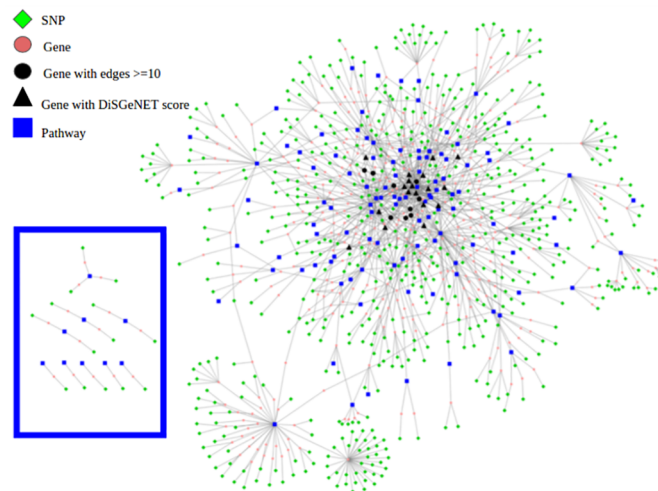 SNP
Gene
Gene with edges >=10
Gene with DiSGeNET score
Pathway